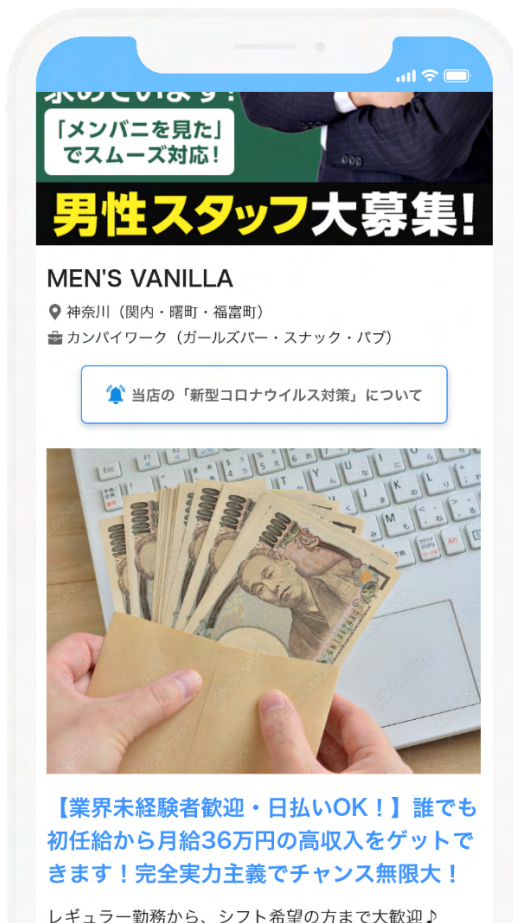 「メンバニを見た」
でスムーズ対応！
男性スタッフ大募集！
MEN'S VANILLA
神奈川（関内・曙町・福富町）
カンパイワーク（ガールズバー・スナック・パブ）
当店の「新型コロナウイルス対策」について
10000
10000
10000
10000
10000
【業界未経験者歓迎・日払いOK！】誰でも
初任給から月給36万円の高収入をゲットで
きます！完全実力主義でチャンス無限大！
レギュラー勤務から、シフト希望の方まで大歓迎♪